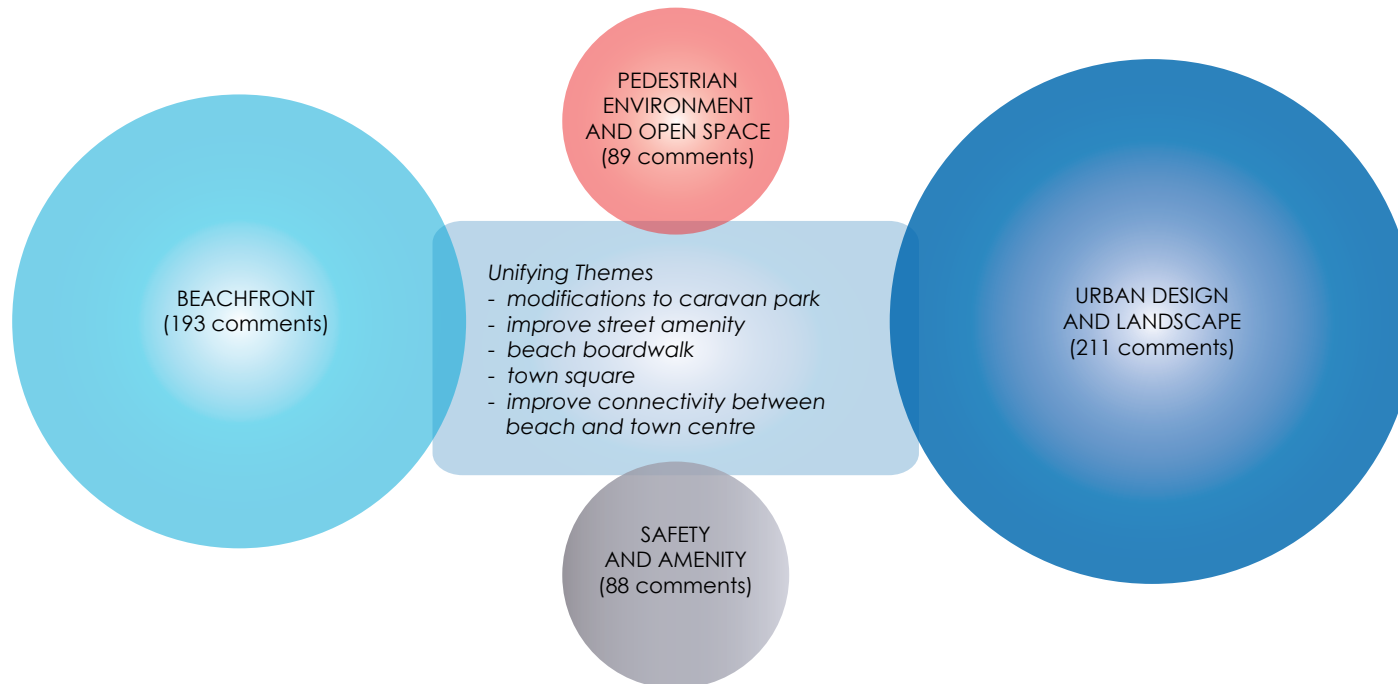 PEDESTRIAN
ENVIRONMENT
AND OPEN SPACE
(89 comments)
BEACHFRONT
(193 comments)
Unifying Themes
- modifications to caravan park
- improve street amenity
- beach boardwalk
- town square
- improve connectivity between
beach and town centre
URBAN DESIGN
AND LANDSCAPE
(211 comments)
SAFETY
AND AMENITY
(88 comments)